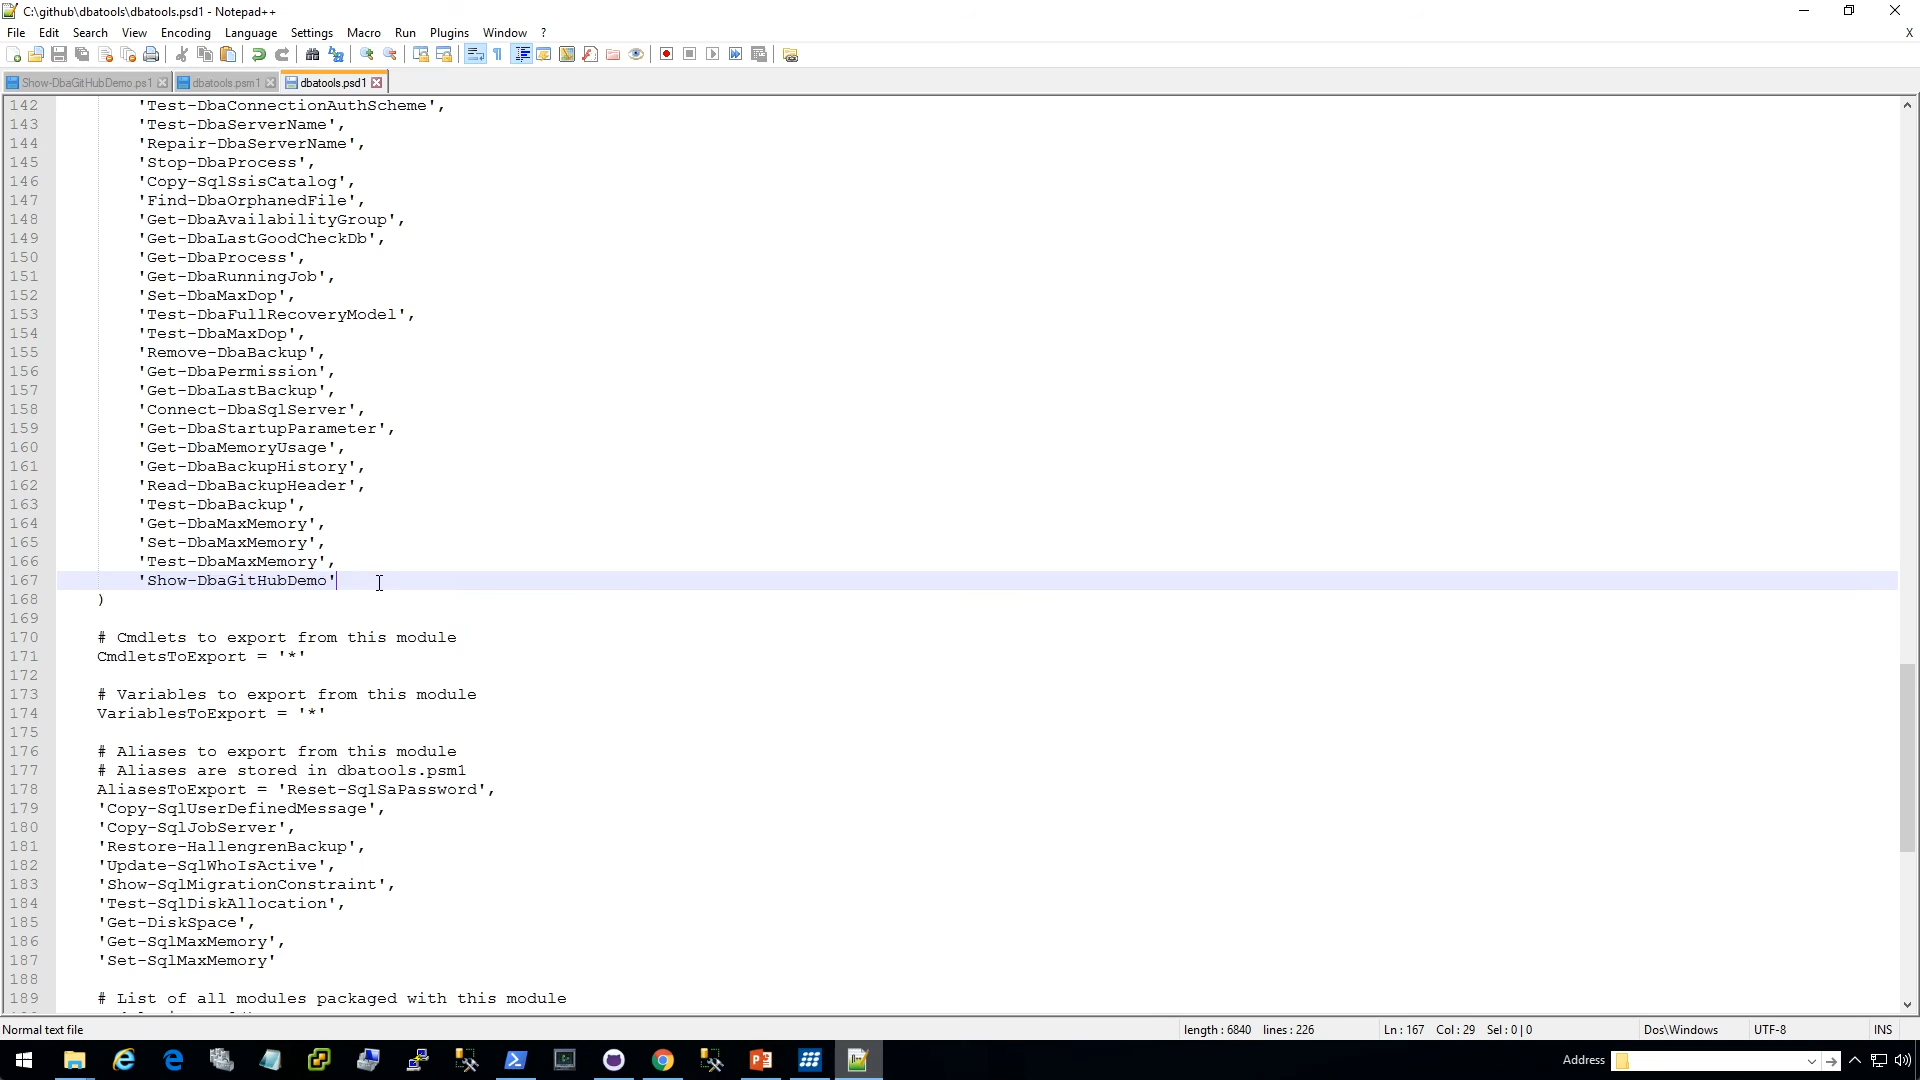 C:\github\dbatools\dbatools.psd1 - Notepad++
File Edit Search View Encoding Language Settings Macro Run Plugins Window ? X
Show-DbaGitHubDemo.ps1 dbatools.psm1 dbatools.psd1
142 'Test-DbaConnectionAuthScheme',
143 'Test-DbaServerName',
144 'Repair-DbaServerName',
145 'Stop-DbaProcess',
146 'Copy-SqlSsisCatalog',
147 'Find-DbaOrphanedFile',
148 'Get-DbaAvailabilityGroup',
149 'Get-DbaLastGoodCheckDb',
150 'Get-DbaProcess',
151 'Get-DbaRunningJob',
152 'Set-DbaMaxDop',
153 'Test-DbaFullRecoveryModel',
154 'Test-DbaMaxDop',
155 'Remove-DbaBackup',
156 'Get-DbaPermission',
157 'Get-DbaLastBackup',
158 'Connect-DbaSqlServer',
159 'Get-DbaStartupParameter',
160 'Get-DbaMemoryUsage',
161 'Get-DbaBackupHistory',
162 'Read-DbaBackupHeader',
163 'Test-DbaBackup',
164 'Get-DbaMaxMemory',
165 'Set-DbaMaxMemory',
166 'Test-DbaMaxMemory',
167 'Show-DbaGitHubDemo'
168 )
169
170 # Cmdlets to export from this module
171 CmdletsToExport = '*'
172
173 # Variables to export from this module
174 VariablesToExport = '*'
175
176 # Aliases to export from this module
177 # Aliases are stored in dbatools.psm1
178 AliasesToExport = 'Reset-SqlSaPassword',
179 'Copy-SqlUserDefinedMessage',
180 'Copy-SqlJobServer',
181 'Restore-HallengrenBackup',
182 'Update-SqlWhoIsActive',
183 'Show-SqlMigrationConstraint',
184 'Test-SqlDiskAllocation',
185 'Get-DiskSpace',
186 'Get-SqlMaxMemory',
187 'Set-SqlMaxMemory'
188
189 # List of all modules packaged with this module
Normal text file length : 6840 lines : 226 Ln : 167 Col : 29 Sel : 0 | 0 Dos\Windows UTF-8 INS
Address